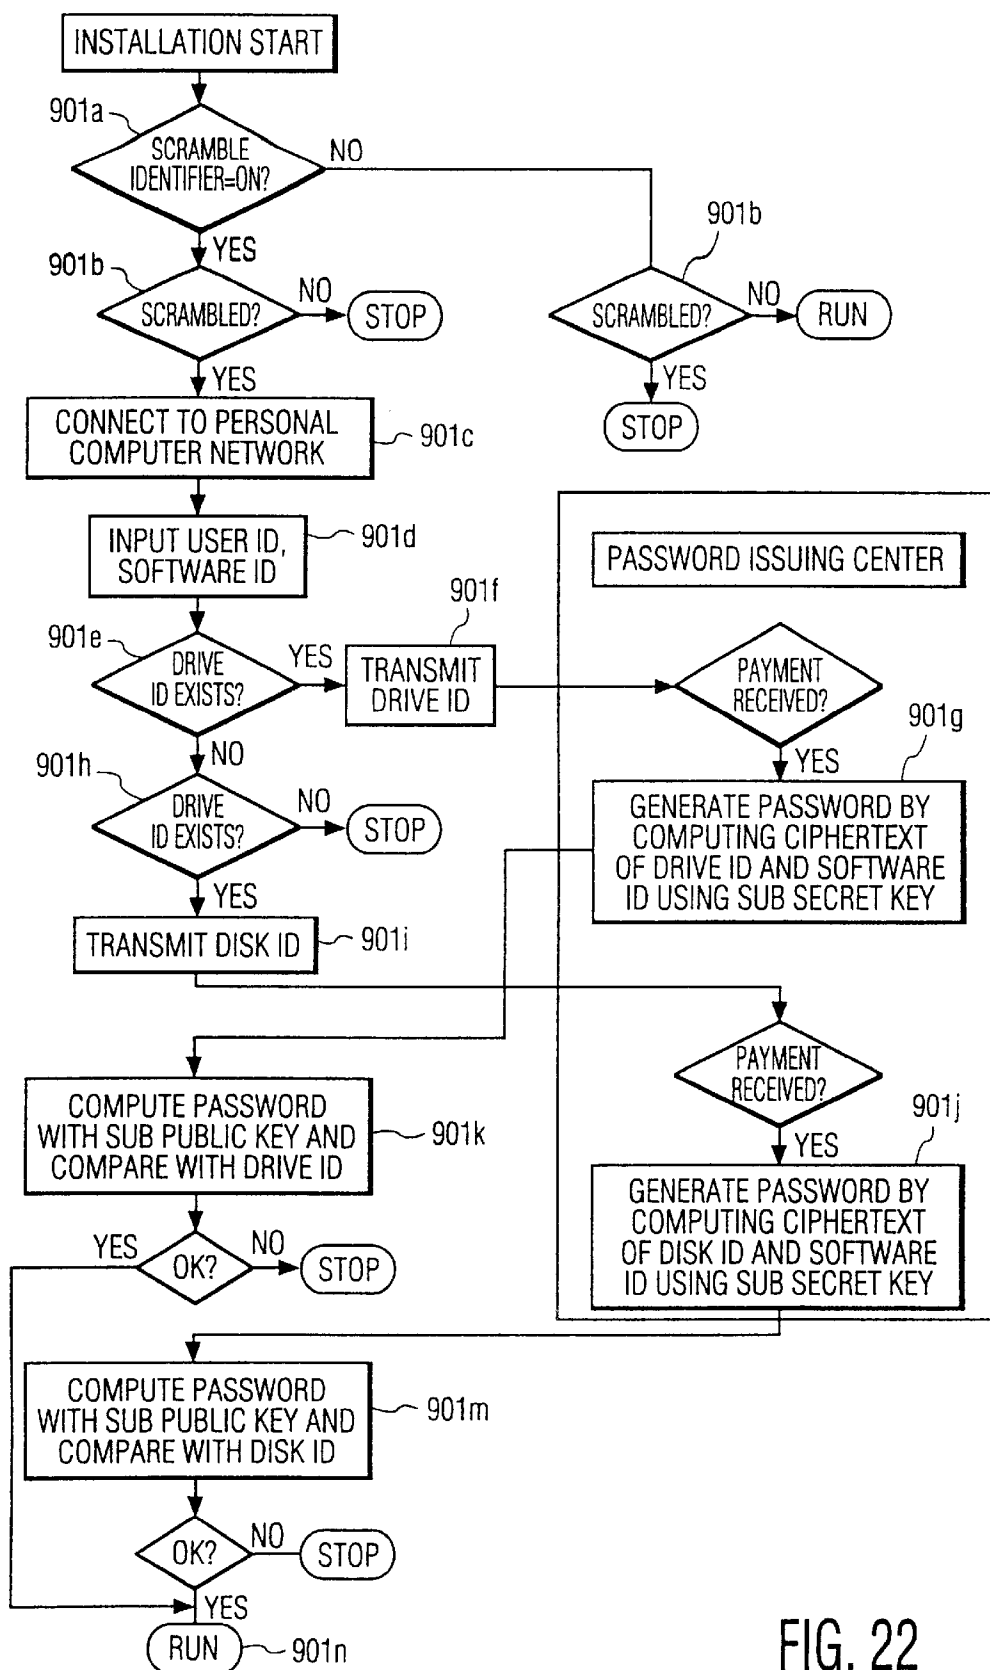 INSTALLATION START
901a
SCRAMBLE
IDENTIFIER=ON?
NO
YES
901b
SCRAMBLED?
NO
STOP
901b
SCRAMBLED?
NO
RUN
YES
STOP
YES
CONNECT TO PERSONAL
COMPUTER NETWORK
901c
INPUT USER ID,
SOFTWARE ID
901d
PASSWORD ISSUING CENTER
901e
DRIVE
ID EXISTS?
YES
901f
TRANSMIT
DRIVE ID
PAYMENT
RECEIVED?
YES
901g
GENERATE PASSWORD BY
COMPUTING CIPHERTEXT
OF DRIVE ID AND SOFTWARE
ID USING SUB SECRET KEY
NO
901h
DRIVE
ID EXISTS?
NO
STOP
YES
TRANSMIT DISK ID
901i
PAYMENT
RECEIVED?
YES
901j
GENERATE PASSWORD BY
COMPUTING CIPHERTEXT
OF DISK ID AND SOFTWARE
ID USING SUB SECRET KEY
COMPUTE PASSWORD
WITH SUB PUBLIC KEY AND
COMPARE WITH DRIVE ID
901k
YES
OK?
NO
STOP
COMPUTE PASSWORD
WITH SUB PUBLIC KEY AND
COMPARE WITH DISK ID
901m
OK?
NO
STOP
YES
RUN
901n
FIG. 22